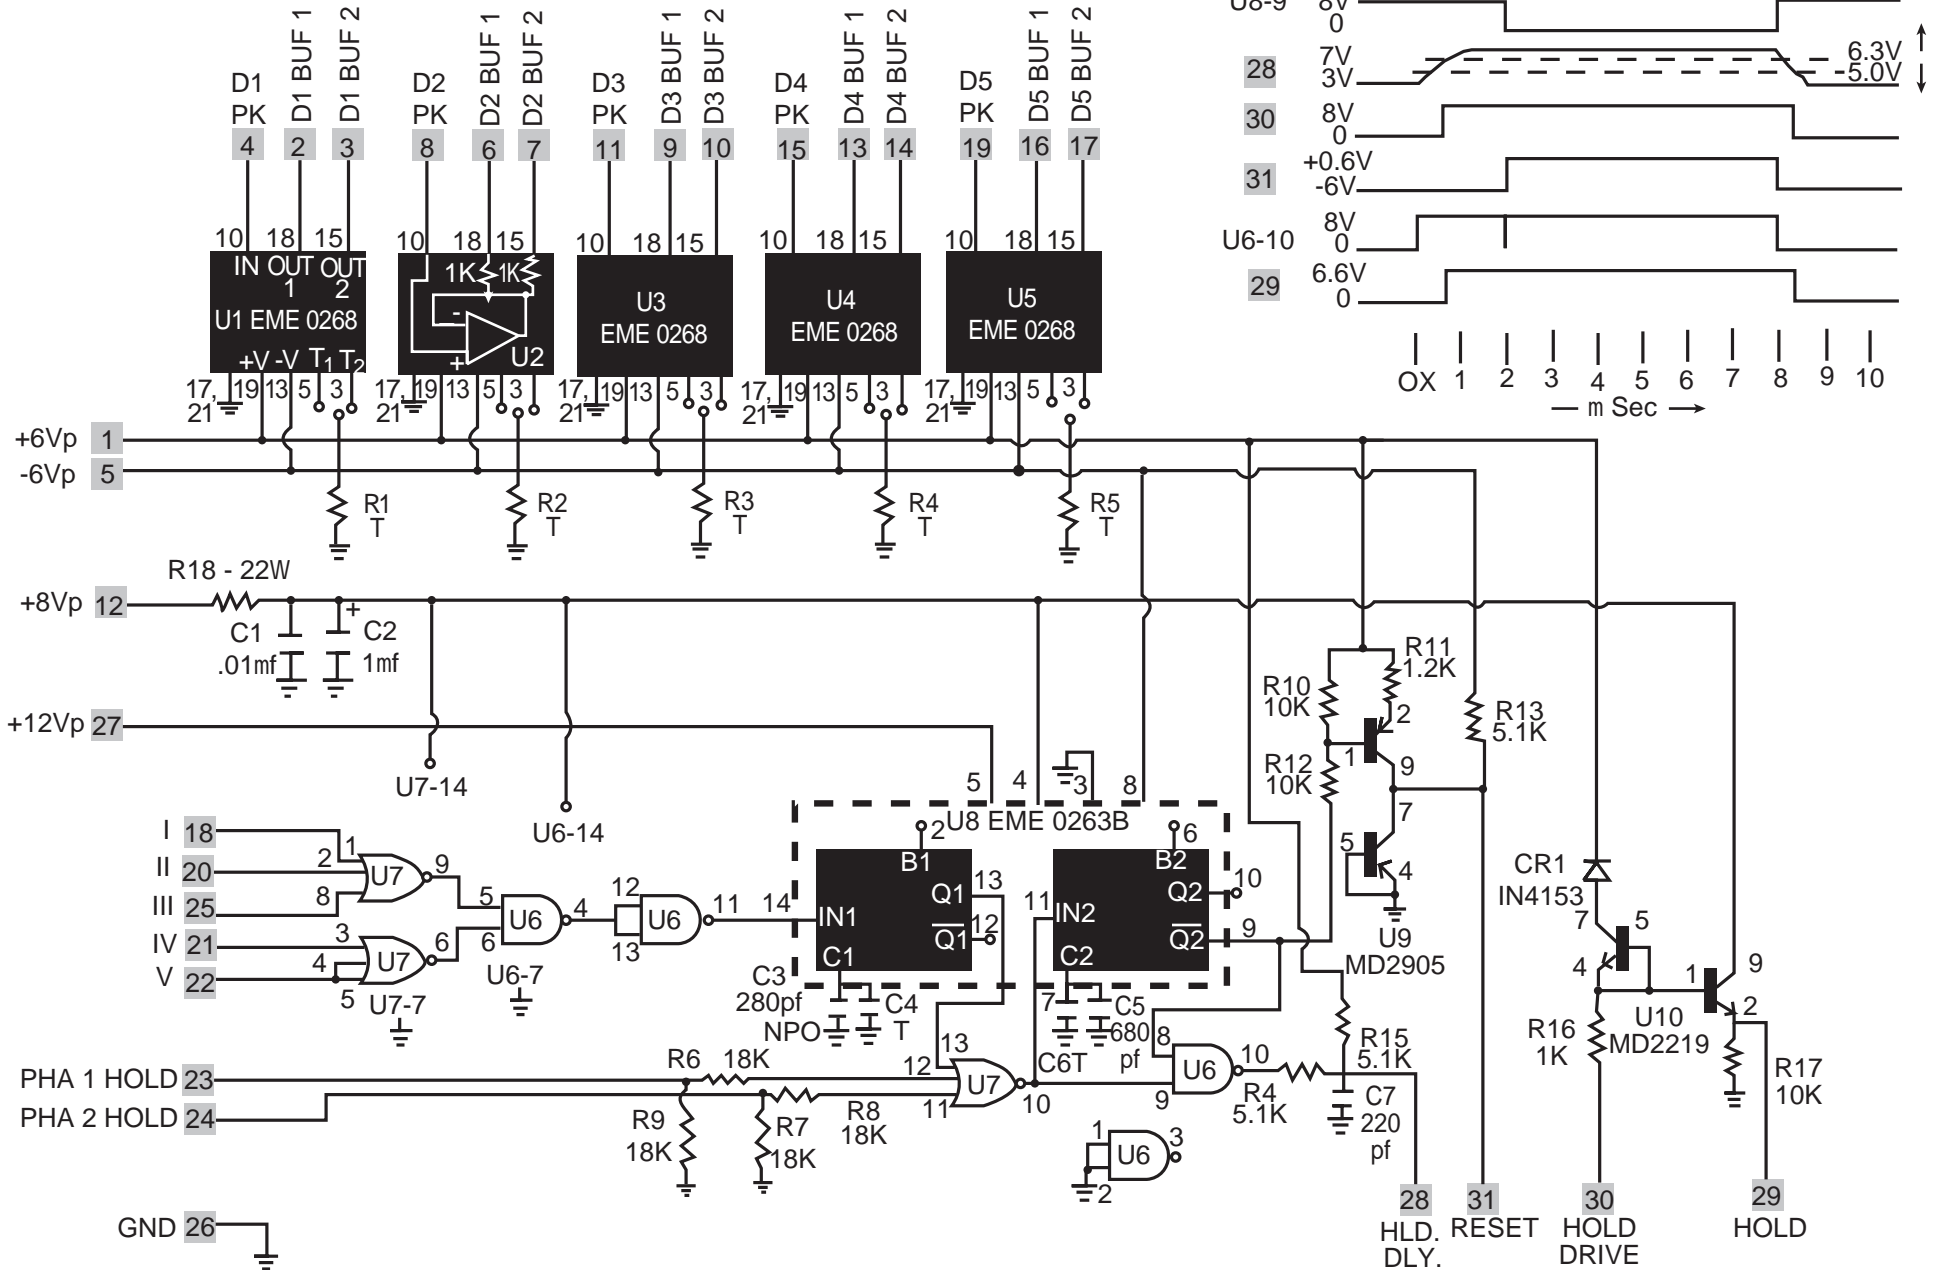 D1 PK
D1 BUF 1
D1 BUF 2
D2 PK
D2 BUF 1
D2 BUF 2
D3 PK
D3 BUF 1
D3 BUF 2
D4 PK
D4 BUF 1
D4 BUF 2
D5 PK
D5 BUF 1
D5 BUF 2
4 2 3 8 6 7 11 9 10 15 13 14 19 16 17
10 18 15 10 18 15 10 18 15 10 18 15 10 18 15
IN OUT 1 OUT 2
U1 EME 0268
+V -V T1 T2
1K 1K
-
+
U2
U3
EME 0268
U4
EME 0268
U5
EME 0268
17, 21 19 13 5 3
17, 21 19 13 5 3
17, 21 19 13 5 3
17, 21 19 13 5 3
17, 21 19 13 5 3
U8-9 8V
0
28 7V
3V
6.3V
5.0V
30 8V
0
31 +0.6V
-6V
U6-10 8V
0
29 6.6V
0
OX 1 2 3 4 5 6 7 8 9 10
m Sec
+6Vp 1
-6Vp 5
R1 T
R2 T
R3 T
R4 T
R5 T
R18 - 22W
+8Vp 12
C1 .01mf
+
C2 1mf
+12Vp 27
U7-14
U6-14
R10 10K
R11 1.2K
R12 10K
R13 5.1K
2
1
9
7
5
4
U9
MD2905
5 4 3 8
U8 EME 0263B
2
B1
Q1 13
IN1
Q1 12
C1
6
B2
Q2 10
11 IN2
Q2 9
C2
I 18
II 20
III 25
IV 21
V 22
1
2
8
U7 9
3
4
5
U7 6
U7-7
5
6
U6 4
U6-7
12
13
U6 11
14
C3
280pf
NPO
C4
T
7
C5
680
pf
C6T
CR1
IN4153
7
5
4
1
9
2
U10
MD2219
R16
1K
R17
10K
R15
5.1K
PHA 1 HOLD 23
PHA 2 HOLD 24
R6 18K
R9
18K
R7
18K
R8
18K
13
12
11
U7
10
8
9
U6 10
R4
5.1K
C7
220
pf
1
2
U6 3
GND 26
28
HLD.
DLY.
31
RESET
30
HOLD
DRIVE
29
HOLD